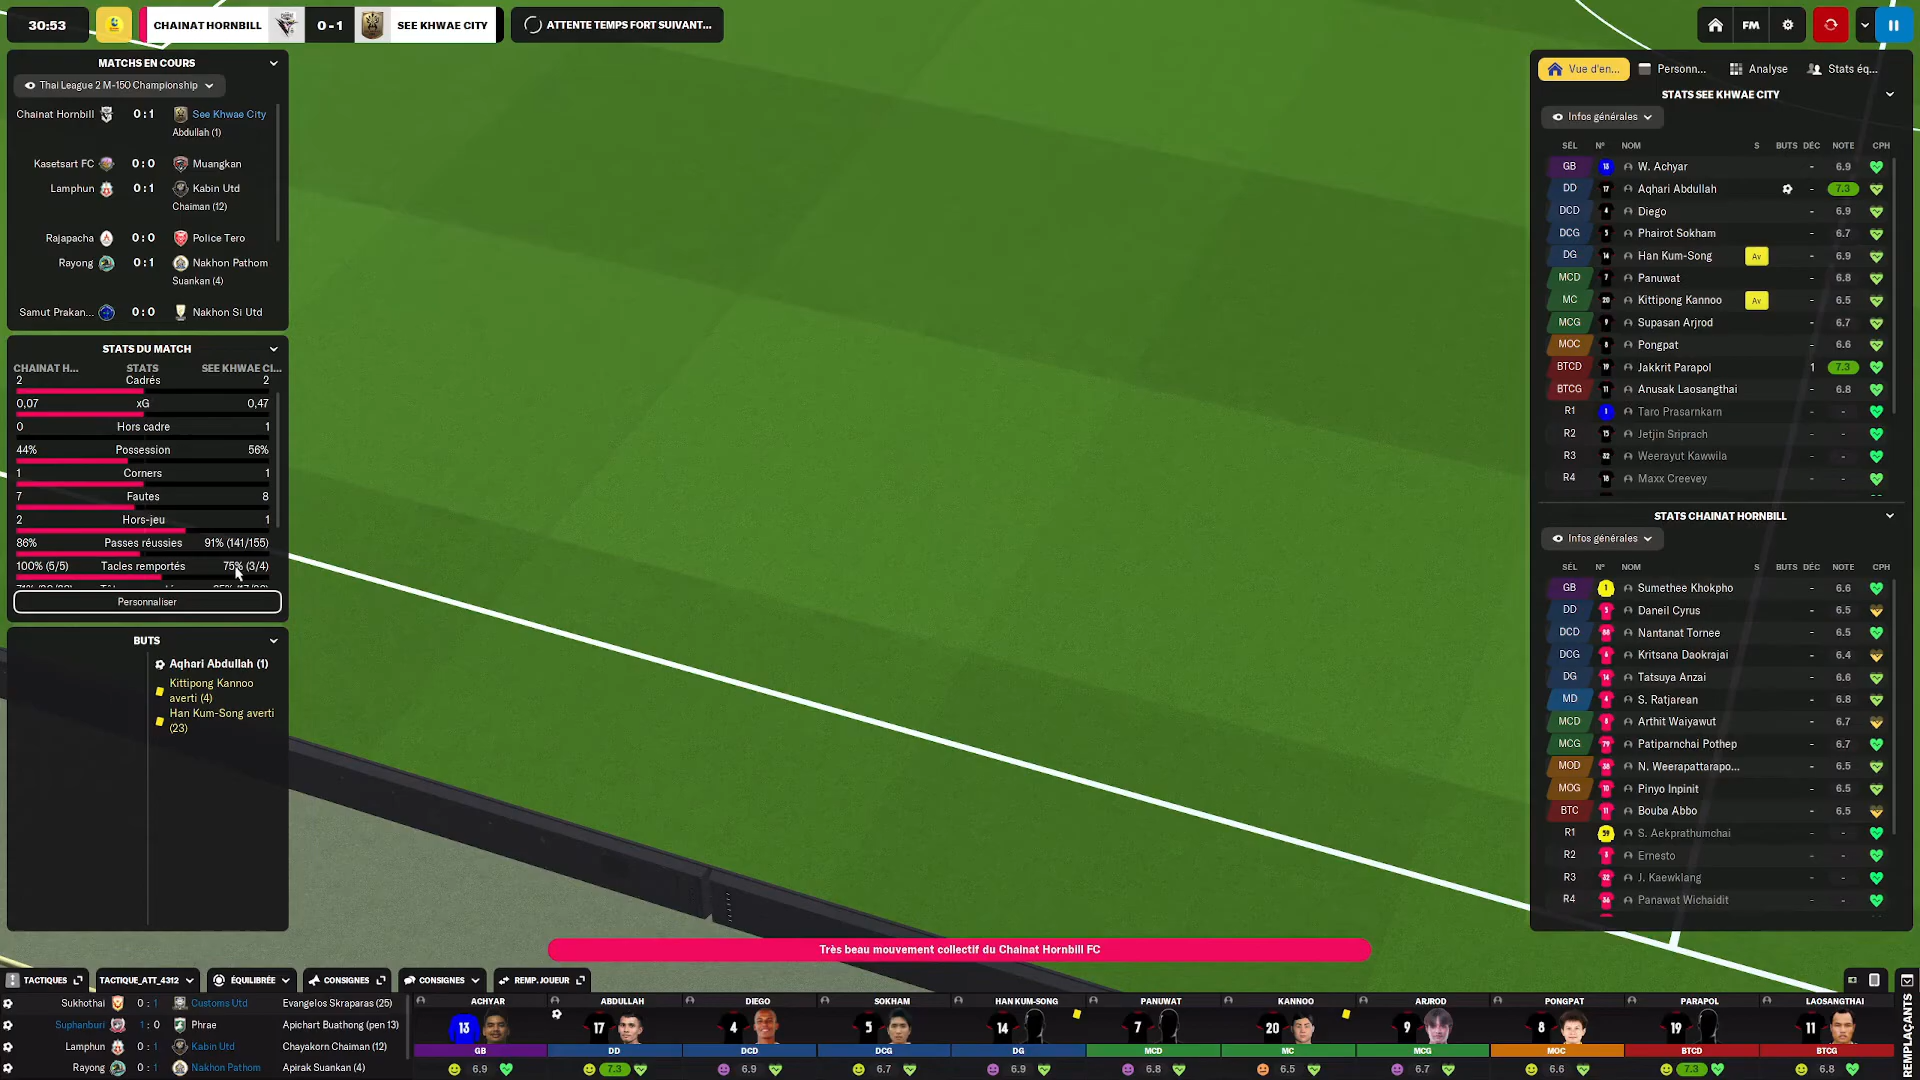 30:53
CHAINAT HORNBILL
0 - 1
SEE KHWAE CITY
ATTENTE TEMPS FORT SUIVANT...
FM
MATCHS EN COURS
Thai League 2 M-150 Championship
Chainat Hornbill 0 : 1 See Khwae City
Abdullah (1)
Kasetsart FC 0 : 0 Muangkan
Lamphun 0 : 1 Kabin Utd
Chaiman (12)
Rajapacha 0 : 0 Police Tero
Rayong 0 : 1 Nakhon Pathom
Suankan (4)
Samut Prakan... 0 : 0 Nakhon Si Utd
STATS DU MATCH
CHAINAT H... STATS SEE KHWAE CI...
2 Cadrés 2
0,07 xG 0,47
0 Hors cadre 1
44% Possession 56%
1 Corners 1
7 Fautes 8
2 Hors-jeu 1
86% Passes réussies 91% (141/155)
100% (5/5) Tacles remportés 75% (3/4)
Personnaliser
BUTS
Aqhari Abdullah (1)
Kittipong Kannoo
averti (4)
Han Kum-Song averti
(23)
Vue d'en...
Personn...
Analyse
Stats éq...
STATS SEE KHWAE CITY
Infos générales
SÉL N° NOM S BUTS DÉC NOTE CPH
GB 13 W. Achyar - 6.9
DD 17 Aqhari Abdullah - 7.3
DCD 4 Diego - 6.9
DCG 5 Phairot Sokham - 6.7
DG 14 Han Kum-Song Av - 6.9
MCD 7 Panuwat - 6.8
MC 20 Kittipong Kannoo Av - 6.5
MCG 9 Supasan Arjrod - 6.7
MOC 8 Pongpat - 6.6
BTCD 19 Jakkrit Parapol 1 7.3
BTCG 11 Anusak Laosangthai - 6.8
R1 1 Taro Prasarnkarn - -
R2 15 Jetjin Sriprach - -
R3 32 Weerayut Kawwila - -
R4 18 Maxx Creevey - -
STATS CHAINAT HORNBILL
Infos générales
SÉL N° NOM S BUTS DÉC NOTE CPH
GB 1 Sumethee Khokpho - 6.6
DD 5 Daneil Cyrus - 6.5
DCD 88 Nantanat Tornee - 6.5
DCG 6 Kritsana Daokrajai - 6.4
DG 14 Tatsuya Anzai - 6.6
MD 4 S. Ratjarean - 6.8
MCD 8 Arthit Waiyawut - 6.7
MCG 79 Patiparnchai Pothep - 6.7
MOD 38 N. Weerapattarapo... - 6.5
MOG 10 Pinyo Inpinit - 6.5
BTC 11 Bouba Abbo - 6.5
R1 59 S. Aekprathumchai - -
R2 Ernesto - -
R3 32 J. Kaewklang - -
R4 36 Panawat Wichaidit - -
Très beau mouvement collectif du Chainat Hornbill FC
TACTIQUES
TACTIQUE_ATT_4312
ÉQUILIBRÉE
CONSIGNES
CONSIGNES
REMP. JOUEUR
Sukhothai 0 : 1 Customs Utd Evangelos Skraparas (25)
Suphanburi 1 : 0 Phrae Apichart Buathong (pen 13)
Lamphun 0 : 1 Kabin Utd Chayakorn Chaiman (12)
Rayong 0 : 1 Nakhon Pathom Apirak Suankan (4)
ACHYAR ABDULLAH DIEGO SOKHAM HAN KUM-SONG PANUWAT KANNOO ARJROD PONGPAT PARAPOL LAOSANGTHAI
13 17 4 5 14 7 20 9 8 19 11
GB DD DCD DCG DG MCD MC MCG MOC BTCD BTCG
6.9 7.3 6.9 6.7 6.9 6.8 6.5 6.7 6.6 7.3 6.8
REMPLAÇANTS